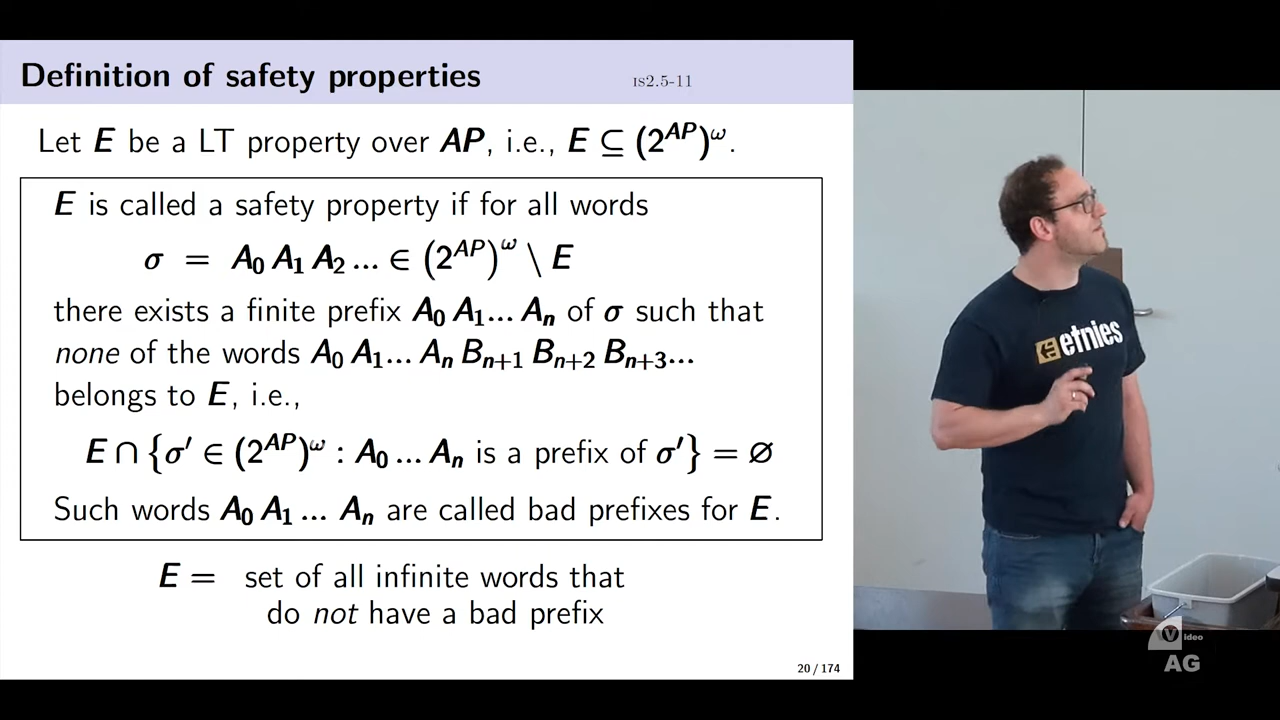 Definition of safety properties
IS2.5-11
Let E be a LT property over AP, i.e., E ⊆ (2^AP)^ω.
E is called a safety property if for all words
σ = A₀ A₁ A₂ ... ∈ (2^AP)^ω \ E
there exists a finite prefix A₀ A₁... Aₙ of σ such that
none of the words A₀ A₁... Aₙ Bₙ₊₁ Bₙ₊₂ Bₙ₊₃...
belongs to E, i.e.,
E ∩ {σ′ ∈ (2^AP)^ω : A₀ ... Aₙ is a prefix of σ′} = ∅
Such words A₀ A₁ ... Aₙ are called bad prefixes for E.
E = set of all infinite words that
do not have a bad prefix
20 / 174
etnies
Video
AG